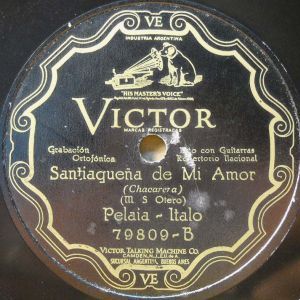 VE
INDUSTRIA ARGENTINA
"HIS MASTER'S VOICE"
VICTOR
MARCAS REGISTRADAS
Grabación
Ortofónica
Dúo con Guitarras
Repertorio Nacional
Santiagueña de Mi Amor
(Chacarera)
(M S Otero)
Pelaia - Italo
79809-B
VICTOR TALKING MACHINE CO.
CAMDEN, N.J., E.U. de A.
SUCURSAL ARGENTINA, BUENOS AIRES
VE